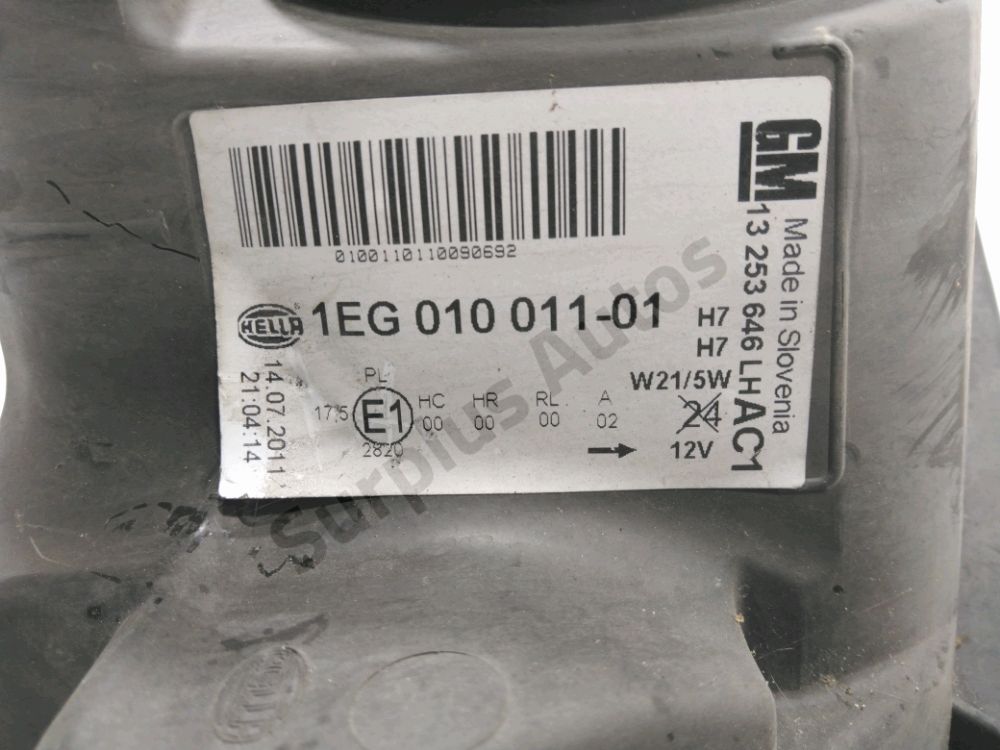 0100110110090692
HELLA ® 1EG 010 011-01
14.07.2011
21:04:14
PL
17.5 E1 HC HR RL A
00 00 00 02
2820
H7
H7
W21/5W
24
12V
GM
13 253 646 LH AC1
Made in Slovenia
Surplus Autos
HELLA